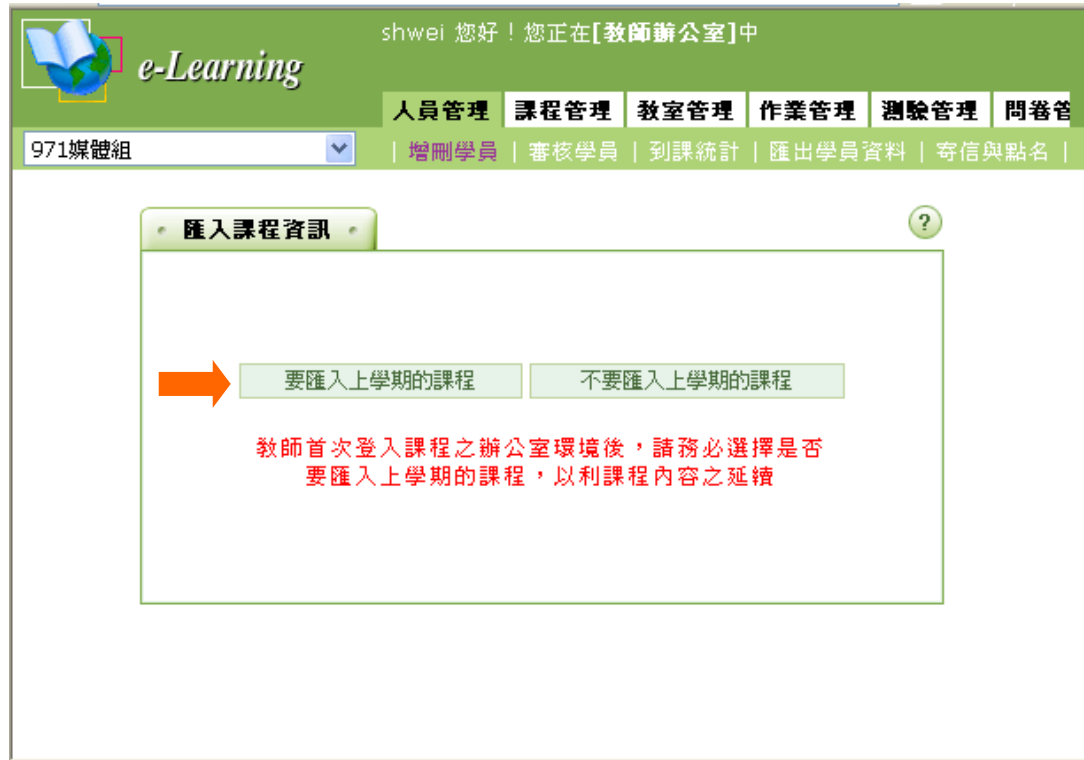 shwei 您好！您正在[教師辦公室]中
e-Learning
人員管理 課程管理 教室管理 作業管理 測驗管理 問卷管
971媒體組
| 增刪學員 | 審核學員 | 到課統計 | 匯出學員資料 | 寄信與點名 |
匯入課程資訊
?
要匯入上學期的課程 不要匯入上學期的課程
教師首次登入課程之辦公室環境後，請務必選擇是否
要匯入上學期的課程，以利課程內容之延續